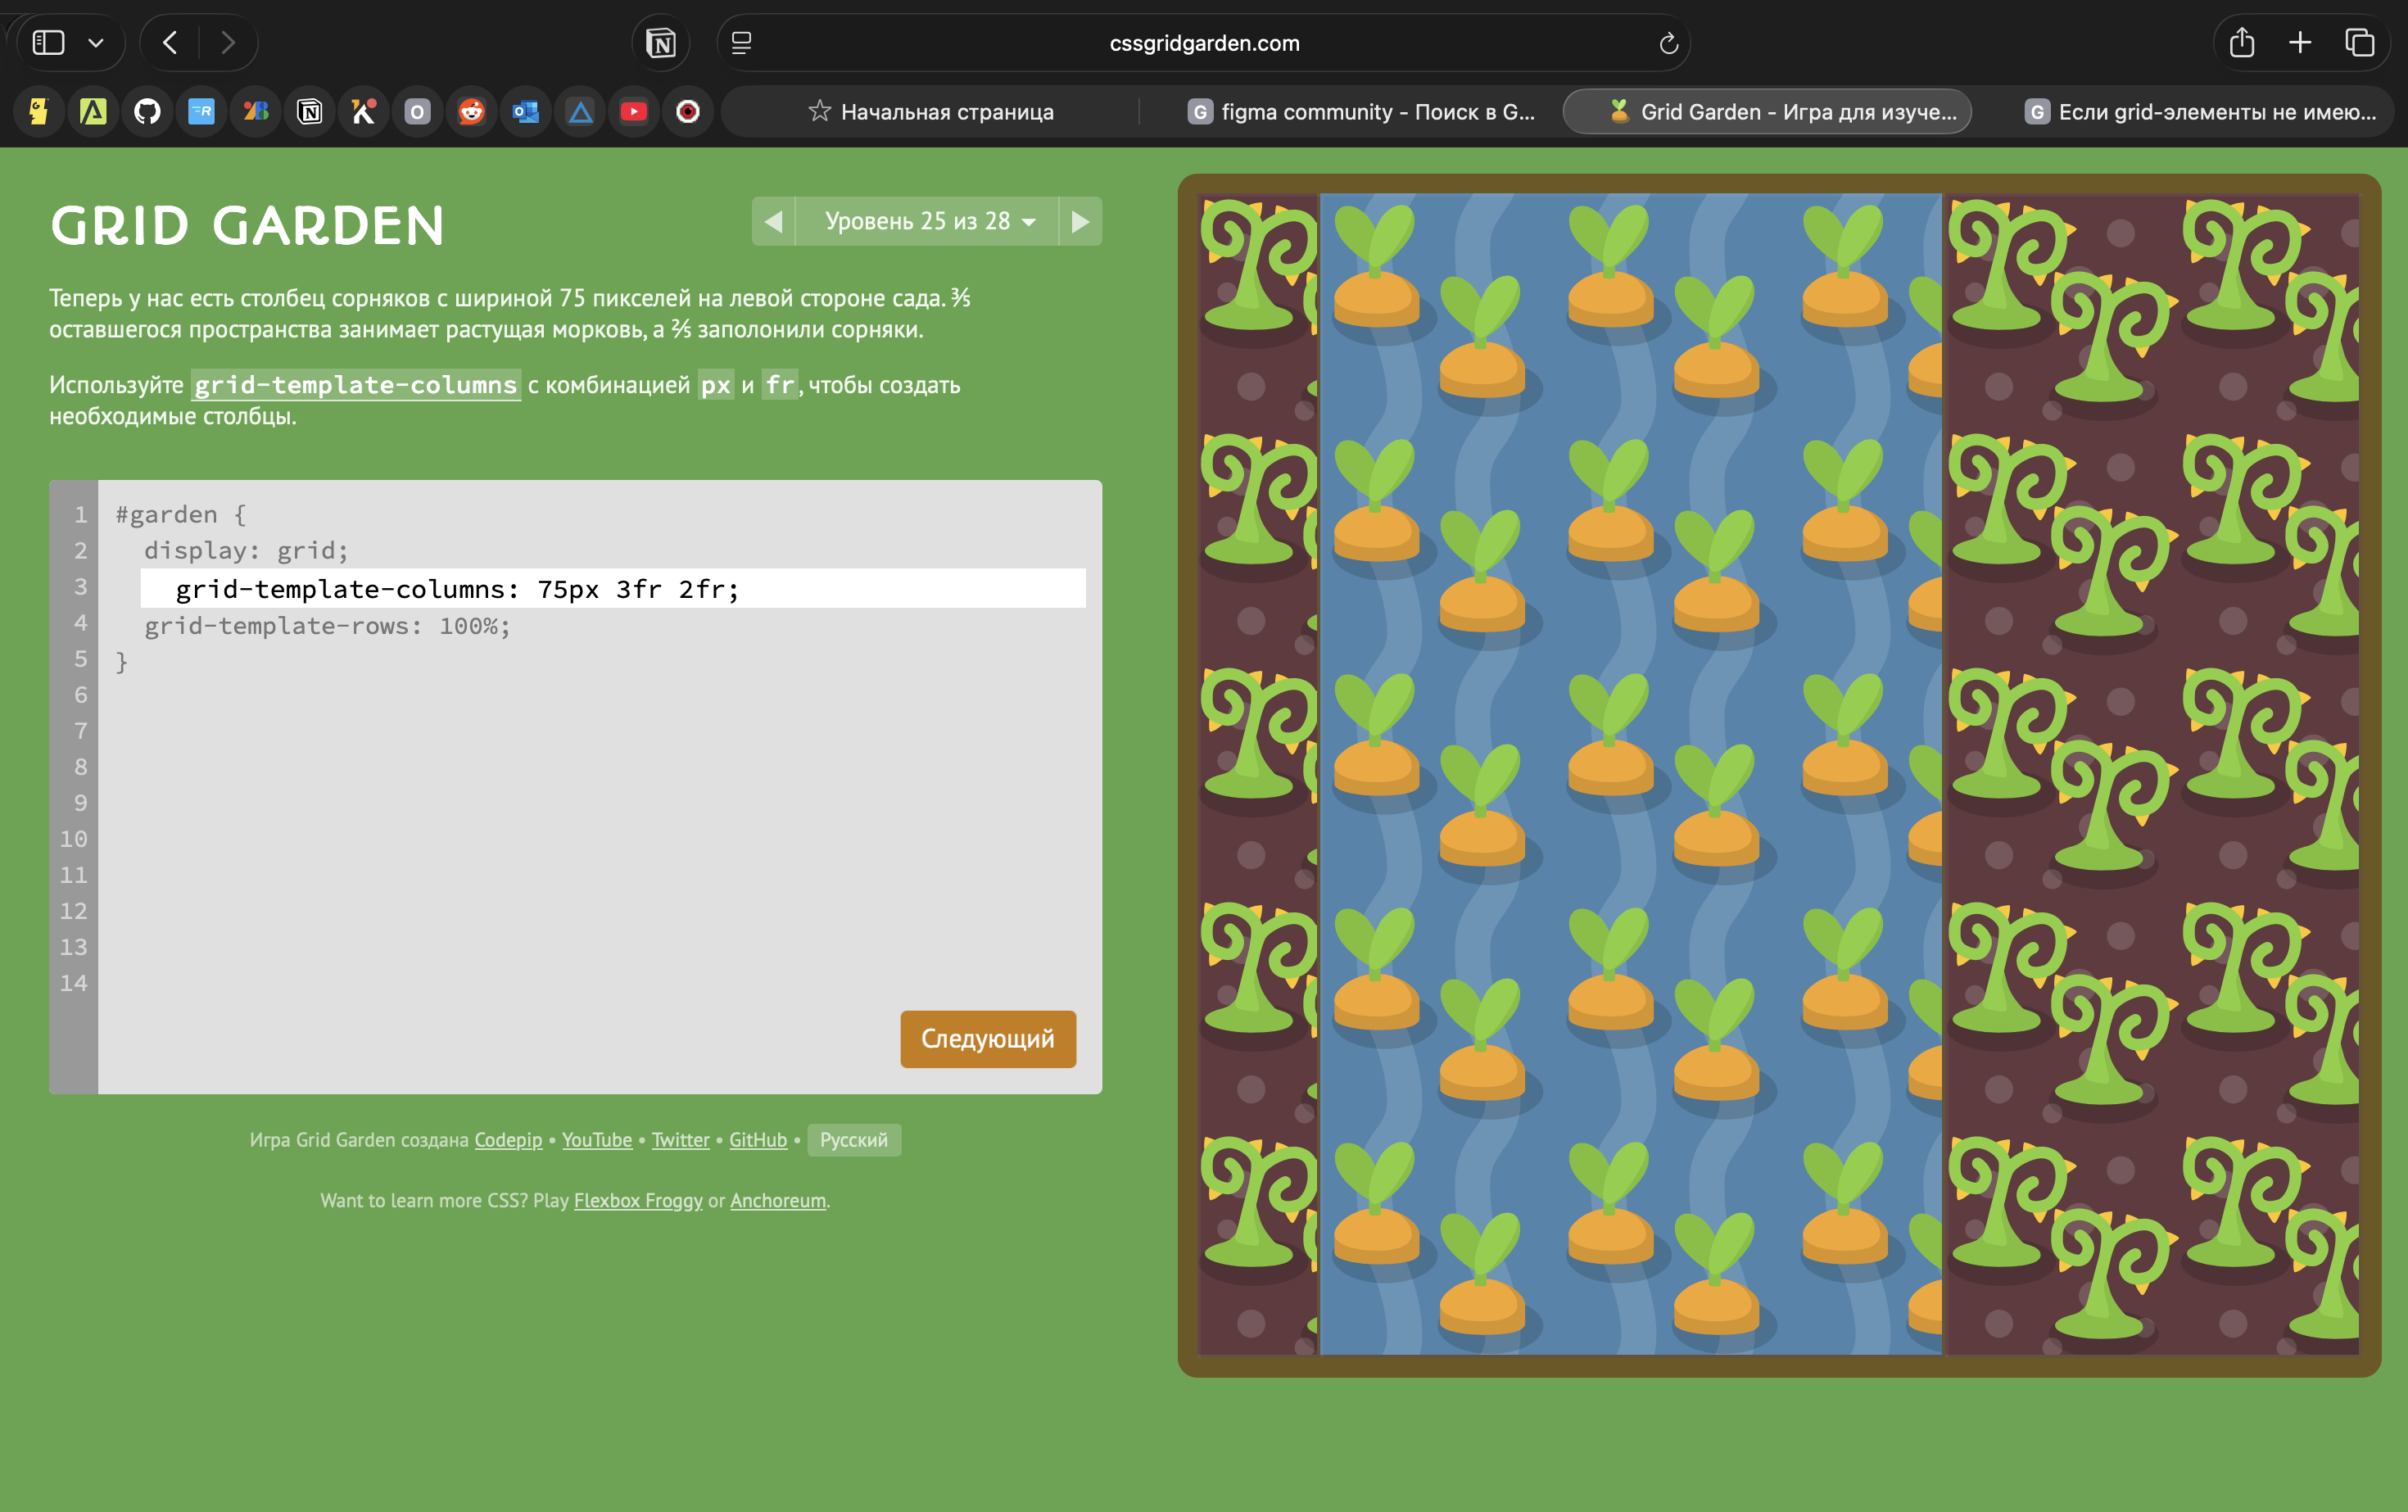 cssgridgarden.com
Начальная страница
figma community - Поиск в G...
Grid Garden - Игра для изуче...
Если grid-элементы не имею...
GRID GARDEN
Уровень 25 из 28
Теперь у нас есть столбец сорняков с шириной 75 пикселей на левой стороне сада. ⅗
оставшегося пространства занимает растущая морковь, а ⅖ заполонили сорняки.
Используйте grid-template-columns с комбинацией px и fr, чтобы создать
необходимые столбцы.
1 #garden {
2 display: grid;
3 grid-template-columns: 75px 3fr 2fr;
4 grid-template-rows: 100%;
5 }
6
7
8
9
10
11
12
13
14
Следующий
Игра Grid Garden создана Codepip • YouTube • Twitter • GitHub • Русский
Want to learn more CSS? Play Flexbox Froggy or Anchoreum.